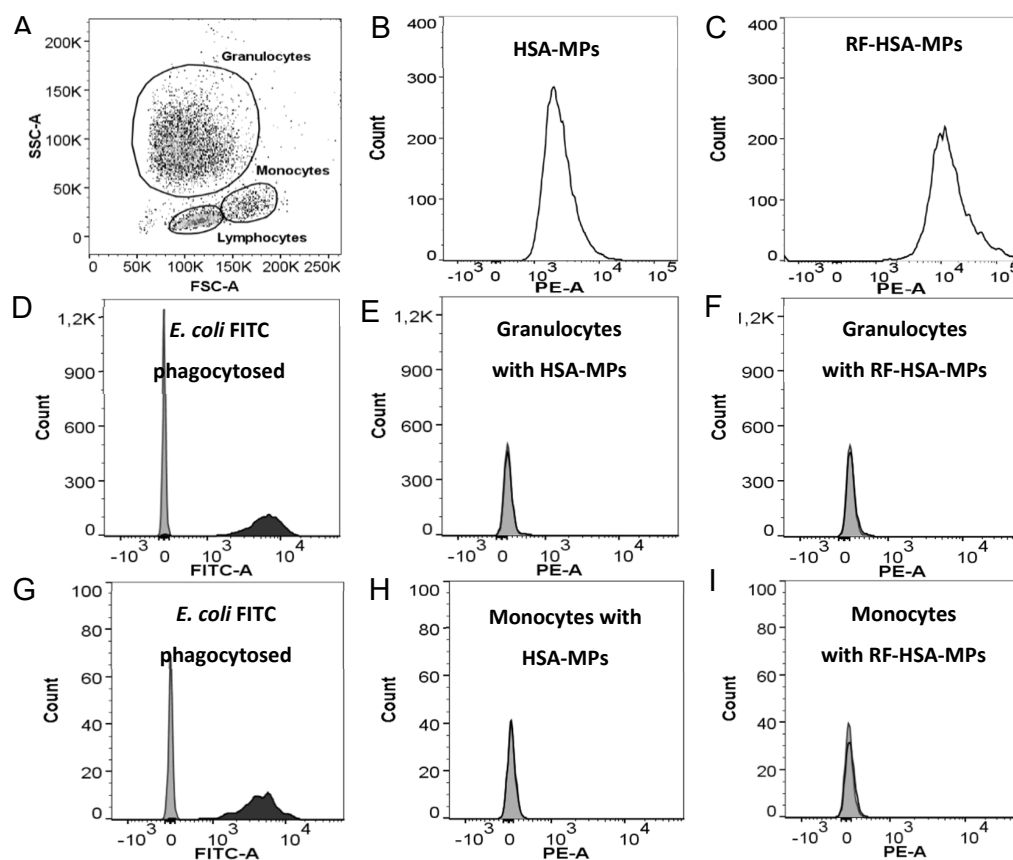 A
200K
150K
100K
50K
0
SSC-A
Granulocytes
Monocytes
Lymphocytes
0 50K 100K 150K 200K 250K
FSC-A
B
HSA-MPs
400
300
200
100
0
Count
-10³ 0 10³ 10⁴ 10⁵
PE-A
C
RF-HSA-MPs
400
300
200
100
0
Count
-10³ 0 10³ 10⁴ 10⁵
PE-A
D
E. coli FITC
phagocytosed
1,2K
900
600
300
0
Count
-10³ 0 10³ 10⁴
FITC-A
E
Granulocytes
with HSA-MPs
1,2K
900
600
300
0
Count
-10³ 0 10³ 10⁴
PE-A
F
Granulocytes
with RF-HSA-MPs
1,2K
900
600
300
0
Count
-10³ 0 10³ 10⁴
PE-A
G
E. coli FITC
phagocytosed
100
80
60
40
20
0
Count
-10³ 0 10³ 10⁴
FITC-A
H
Monocytes with
HSA-MPs
100
80
60
40
20
0
Count
-10³ 0 10³ 10⁴
PE-A
I
Monocytes
with RF-HSA-MPs
100
80
60
40
20
0
Count
-10³ 0 10³ 10⁴
PE-A